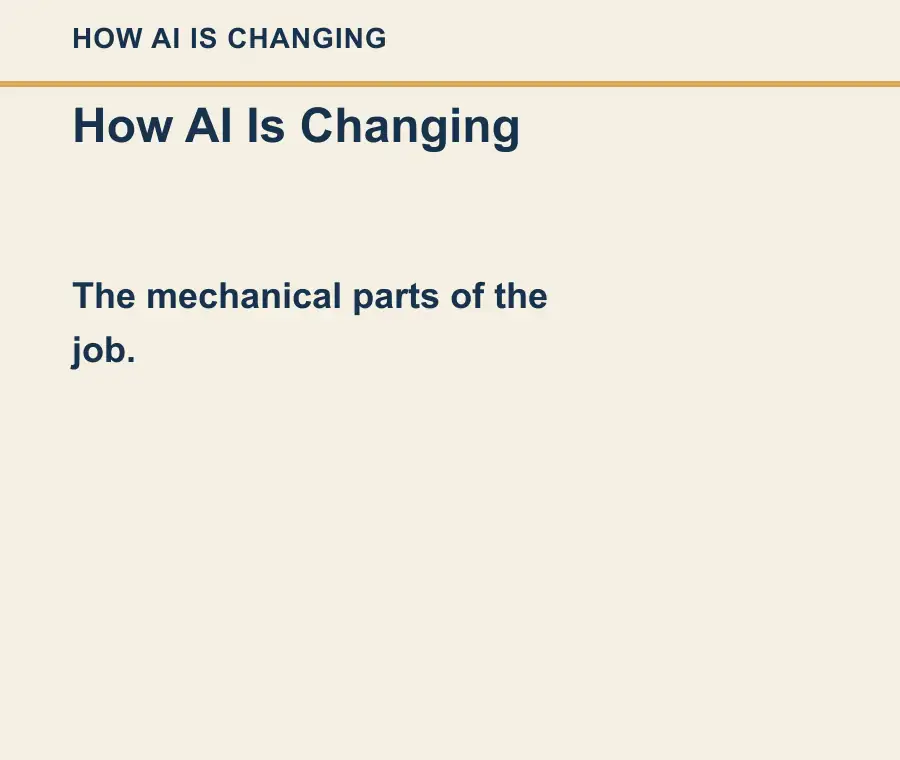 HOW AI IS CHANGING
How AI Is Changing
The mechanical parts of the
job.